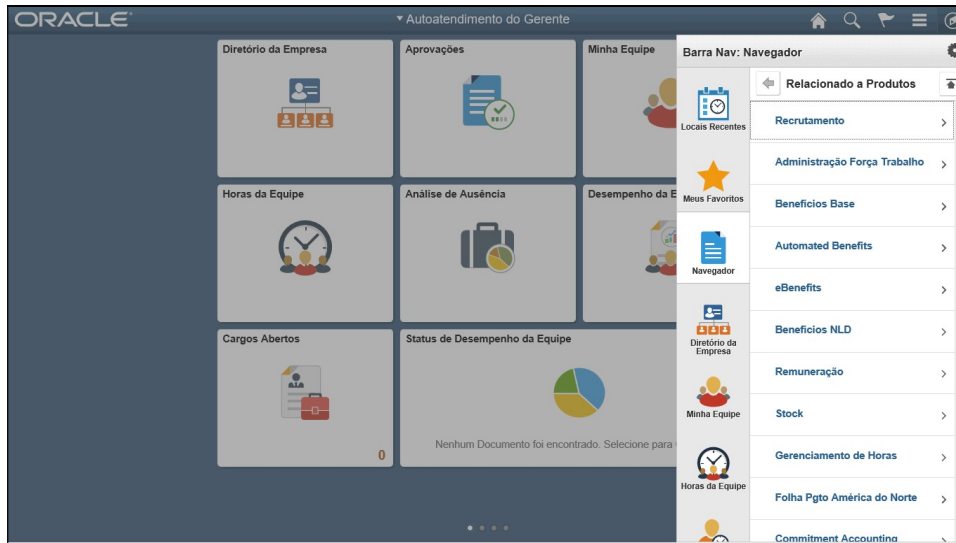 ORACLE
Autoatendimento do Gerente
Diretório da Empresa
Aprovações
Minha Equipe
Horas da Equipe
Análise de Ausência
Desempenho da E
Cargos Abertos
0
Status de Desempenho da Equipe
Nenhum Documento foi encontrado. Selecione para
Barra Nav: Navegador
Locais Recentes
Meus Favoritos
Navegador
Diretório da
Empresa
Minha Equipe
Horas da Equipe
Relacionado a Produtos
Recrutamento
Administração Força Trabalho
Beneficios Base
Automated Benefits
eBenefits
Beneficios NLD
Remuneração
Stock
Gerenciamento de Horas
Folha Pgto América do Norte
Commitment Accounting